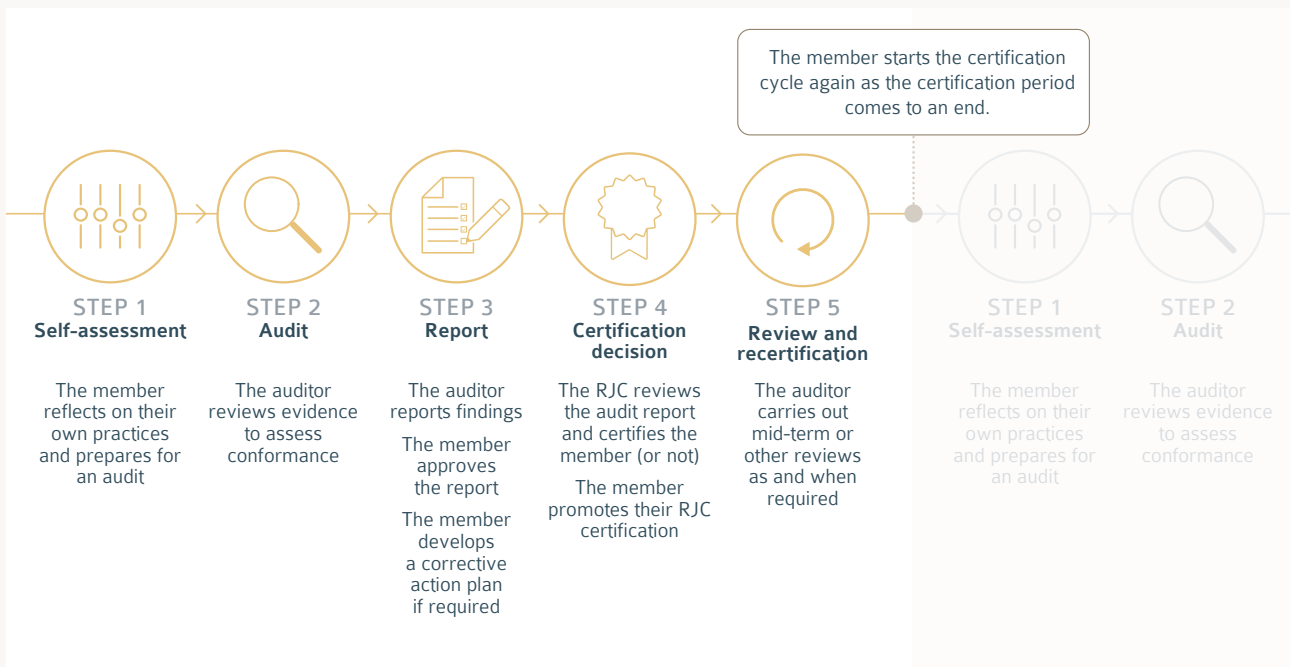 The member starts the certification
cycle again as the certification period
comes to an end.
STEP 1
Self-assessment
The member
reflects on their
own practices
and prepares for
an audit
STEP 2
Audit
The auditor
reviews evidence
to assess
conformance
STEP 3
Report
The auditor
reports findings
The member
approves
the report
The member
develops
a corrective
action plan
if required
STEP 4
Certification
decision
The RJC reviews
the audit report
and certifies the
member (or not)
The member
promotes their RJC
certification
STEP 5
Review and
recertification
The auditor
carries out
mid-term or
other reviews
as and when
required
STEP 1
Self-assessment
The member
reflects on their
own practices
and prepares for
an audit
STEP 2
Audit
The auditor
reviews evidence
to assess
conformance